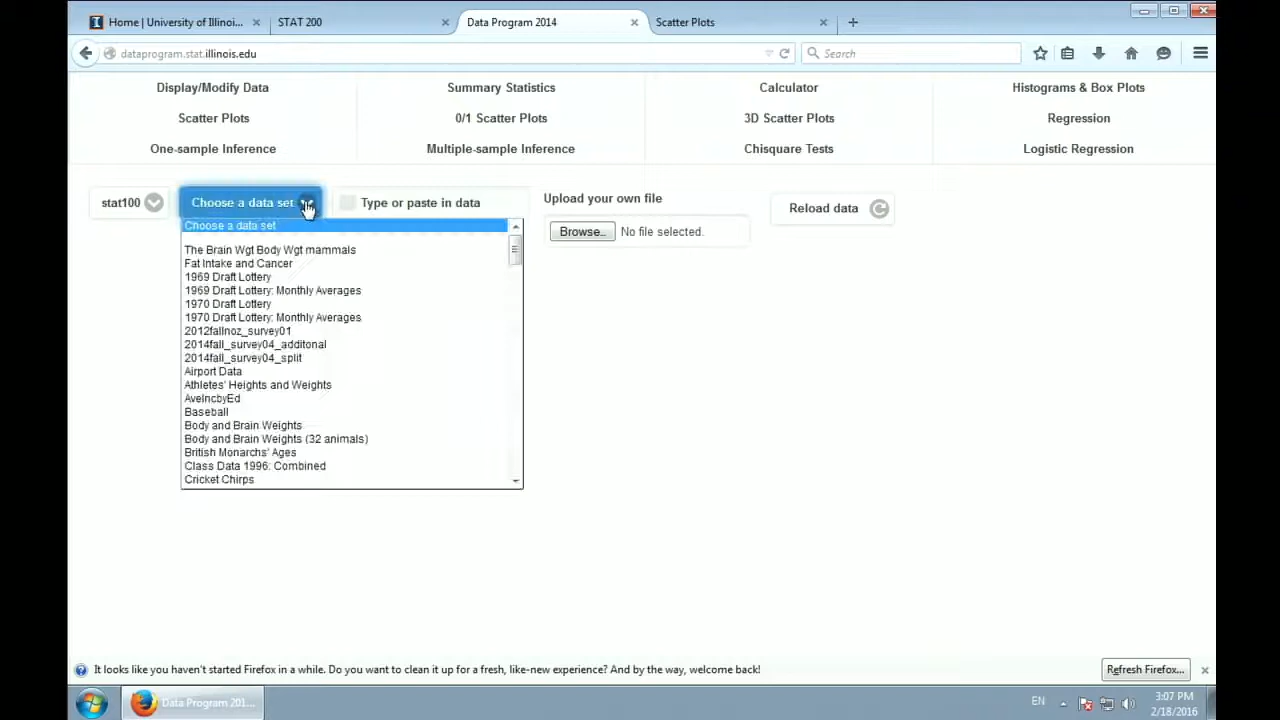 Home | University of Illinoi...
STAT 200
Data Program 2014
Scatter Plots
dataprogram.stat.illinois.edu
Search
Display/Modify Data
Summary Statistics
Calculator
Histograms & Box Plots
Scatter Plots
0/1 Scatter Plots
3D Scatter Plots
Regression
One-sample Inference
Multiple-sample Inference
Chisquare Tests
Logistic Regression
stat100
Choose a data set
Type or paste in data
Upload your own file
Browse..
No file selected.
Reload data
Choose a data set
The Brain Wgt Body Wgt mammals
Fat Intake and Cancer
1969 Draft Lottery
1969 Draft Lottery: Monthly Averages
1970 Draft Lottery
1970 Draft Lottery: Monthly Averages
2012fallnoz_survey01
2014fall_survey04_additonal
2014fall_survey04_split
Airport Data
Athletes' Heights and Weights
AveIncbyEd
Baseball
Body and Brain Weights
Body and Brain Weights (32 animals)
British Monarchs' Ages
Class Data 1996: Combined
Cricket Chirps
It looks like you haven't started Firefox in a while. Do you want to clean it up for a fresh, like-new experience? And by the way, welcome back!
Refresh Firefox...
Data Program 201...
EN
3:07 PM
2/18/2016